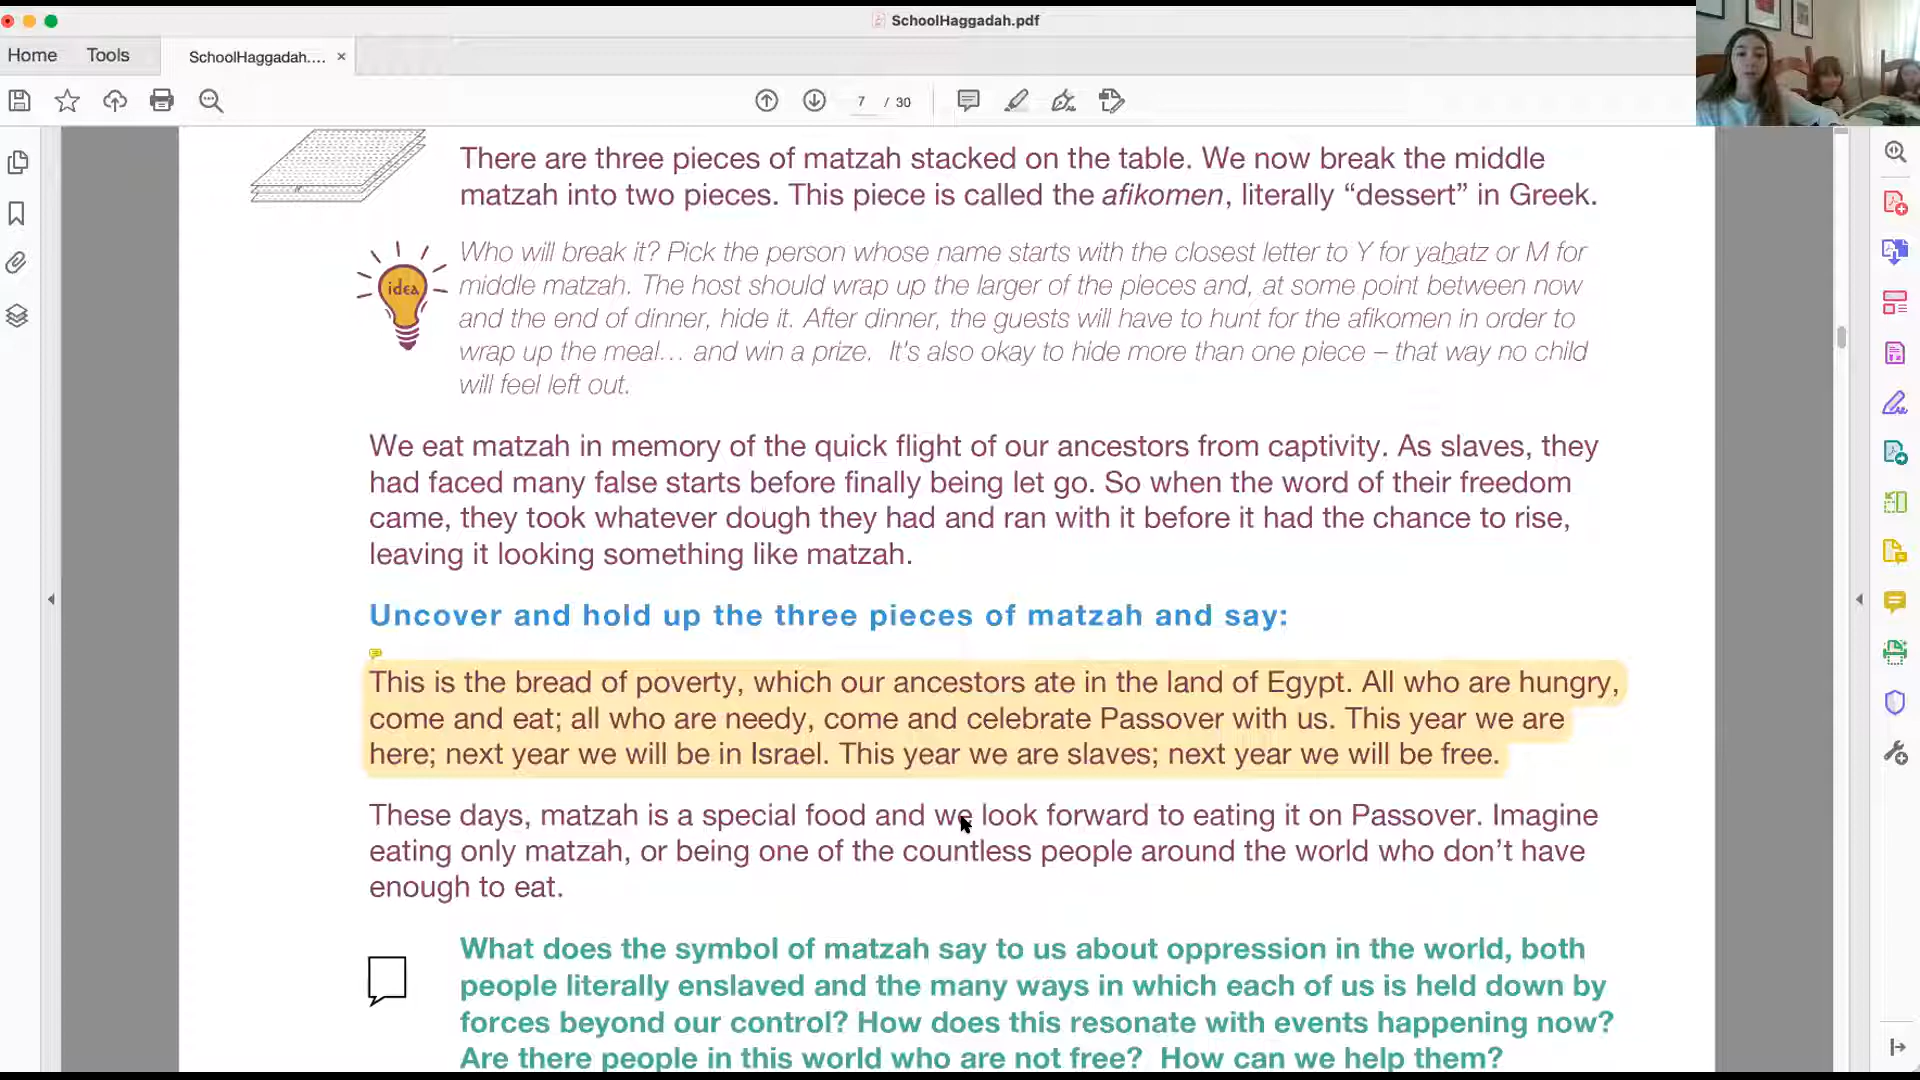 SchoolHaggadah.pdf
Home
Tools
SchoolHaggadah....
7 / 30
There are three pieces of matzah stacked on the table. We now break the middle
matzah into two pieces. This piece is called the afikomen, literally “dessert” in Greek.
idea
Who will break it? Pick the person whose name starts with the closest letter to Y for yahatz or M for
middle matzah. The host should wrap up the larger of the pieces and, at some point between now
and the end of dinner, hide it. After dinner, the guests will have to hunt for the afikomen in order to
wrap up the meal… and win a prize.  It's also okay to hide more than one piece – that way no child
will feel left out.
We eat matzah in memory of the quick flight of our ancestors from captivity. As slaves, they
had faced many false starts before finally being let go. So when the word of their freedom
came, they took whatever dough they had and ran with it before it had the chance to rise,
leaving it looking something like matzah.
Uncover and hold up the three pieces of matzah and say:
This is the bread of poverty, which our ancestors ate in the land of Egypt. All who are hungry,
come and eat; all who are needy, come and celebrate Passover with us. This year we are
here; next year we will be in Israel. This year we are slaves; next year we will be free.
These days, matzah is a special food and we look forward to eating it on Passover. Imagine
eating only matzah, or being one of the countless people around the world who don’t have
enough to eat.
What does the symbol of matzah say to us about oppression in the world, both
people literally enslaved and the many ways in which each of us is held down by
forces beyond our control? How does this resonate with events happening now?
Are there people in this world who are not free?  How can we help them?